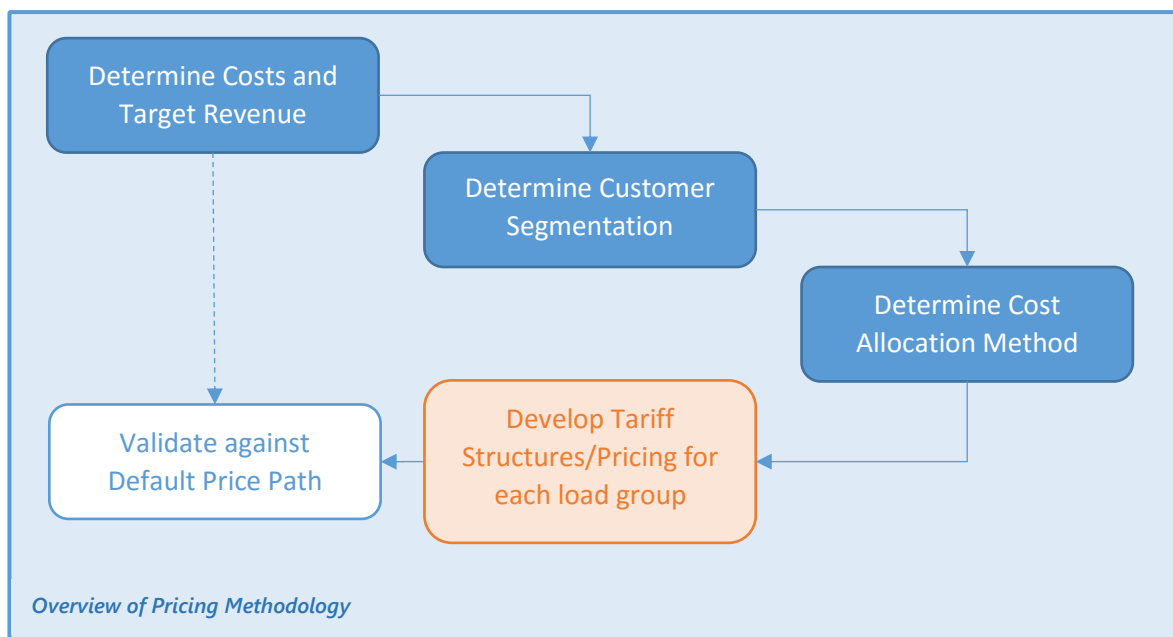 Determine Costs and
Target Revenue
Determine Customer
Segmentation
Determine Cost
Allocation Method
Develop Tariff
Structures/Pricing for
each load group
Validate against
Default Price Path
Overview of Pricing Methodology